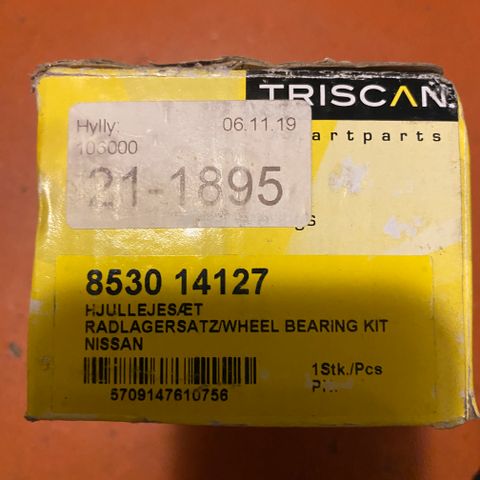 TRISCAN
artparts
Hylly: 06.11.19
106000
21-1895
8530 14127
HJULLEJESÆT
RADLAGERSATZ/WHEEL BEARING KIT
NISSAN
1Stk./Pcs
5709147610756